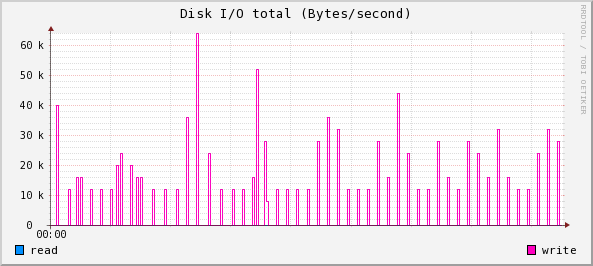 Disk I/O total (Bytes/second)
RRDTOOL / TOBI OETIKER
60 k
50 k
40 k
30 k
20 k
10 k
0
00:00
read
write